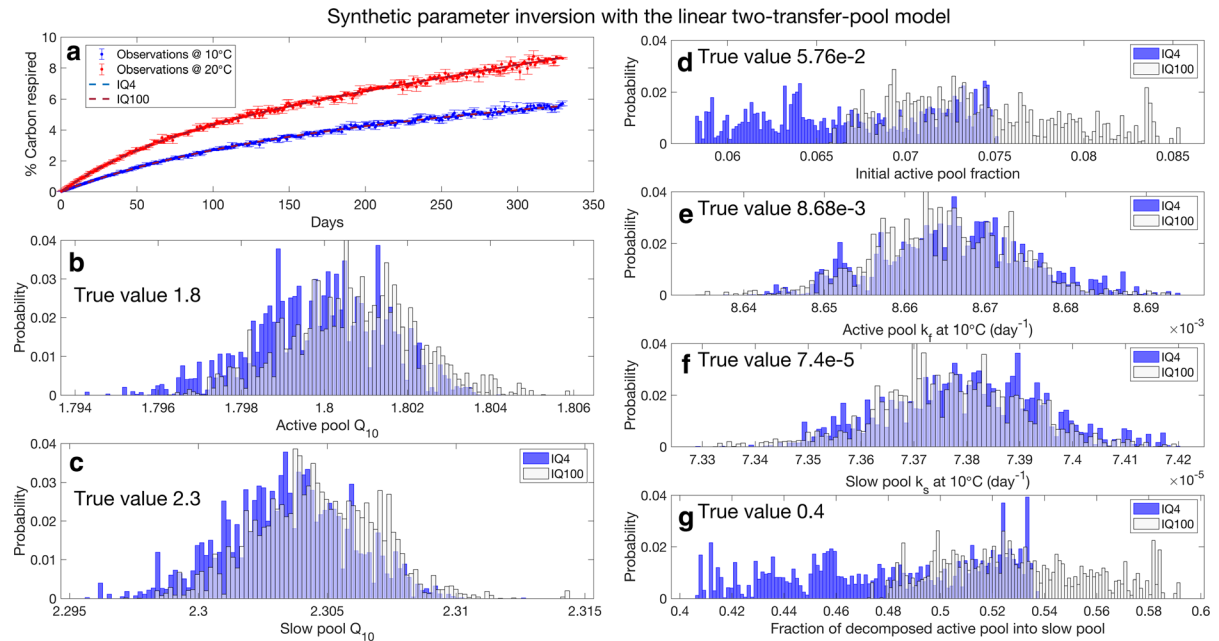 Synthetic parameter inversion with the linear two-transfer-pool model
a
Observations @ 10°C
Observations @ 20°C
IQ4
IQ100
% Carbon respired
10
8
6
4
2
0
0 50 100 150 200 250 300 350
Days
b
True value 1.8
Probability
0.04
0.03
0.02
0.01
0
1.794 1.796 1.798 1.8 1.802 1.804 1.806
Active pool Q10
c
True value 2.3
IQ4
IQ100
Probability
0.04
0.03
0.02
0.01
0
2.295 2.3 2.305 2.31 2.315
Slow pool Q10
d
True value 5.76e-2
IQ4
IQ100
Probability
0.04
0.02
0
0.06 0.065 0.07 0.075 0.08 0.085
Initial active pool fraction
e
True value 8.68e-3
IQ4
IQ100
Probability
0.04
0.02
0
8.64 8.65 8.66 8.67 8.68 8.69
Active pool kf at 10°C (day-1)
×10-3
f
True value 7.4e-5
IQ4
IQ100
Probability
0.04
0.02
0
7.33 7.34 7.35 7.36 7.37 7.38 7.39 7.4 7.41 7.42
Slow pool ks at 10°C (day-1)
×10-5
g
True value 0.4
IQ4
IQ100
Probability
0.04
0.02
0
0.4 0.42 0.44 0.46 0.48 0.5 0.52 0.54 0.56 0.58 0.6
Fraction of decomposed active pool into slow pool